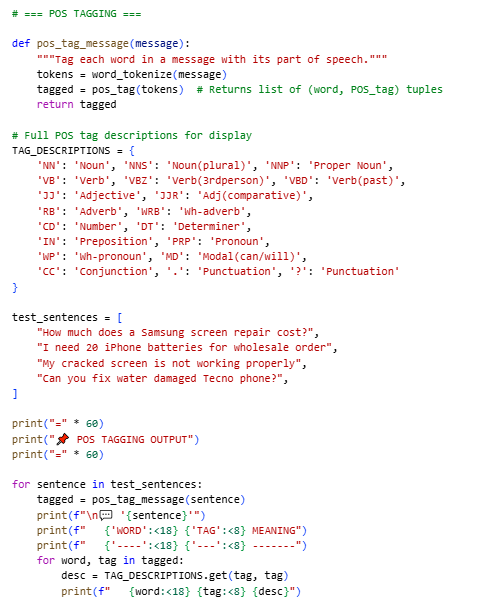 # === POS TAGGING ===

def pos_tag_message(message):
    """Tag each word in a message with its part of speech."""
    tokens = word_tokenize(message)
    tagged = pos_tag(tokens)  # Returns list of (word, POS_tag) tuples
    return tagged

# Full POS tag descriptions for display
TAG_DESCRIPTIONS = {
    'NN': 'Noun', 'NNS': 'Noun(plural)', 'NNP': 'Proper Noun',
    'VB': 'Verb', 'VBZ': 'Verb(3rdperson)', 'VBD': 'Verb(past)',
    'JJ': 'Adjective', 'JJR': 'Adj(comparative)',
    'RB': 'Adverb', 'WRB': 'Wh-adverb',
    'CD': 'Number', 'DT': 'Determiner',
    'IN': 'Preposition', 'PRP': 'Pronoun',
    'WP': 'Wh-pronoun', 'MD': 'Modal(can/will)',
    'CC': 'Conjunction', '.': 'Punctuation', '?': 'Punctuation'
}

test_sentences = [
    "How much does a Samsung screen repair cost?",
    "I need 20 iPhone batteries for wholesale order",
    "My cracked screen is not working properly",
    "Can you fix water damaged Tecno phone?",
]

print("=" * 60)
print("📌 POS TAGGING OUTPUT")
print("=" * 60)

for sentence in test_sentences:
    tagged = pos_tag_message(sentence)
    print(f"\n💬 '{sentence}'")
    print(f"   {'WORD':<18} {'TAG':<8} MEANING")
    print(f"   {'----':<18} {'---':<8} -------")
    for word, tag in tagged:
        desc = TAG_DESCRIPTIONS.get(tag, tag)
        print(f"   {word:<18} {tag:<8} {desc}")